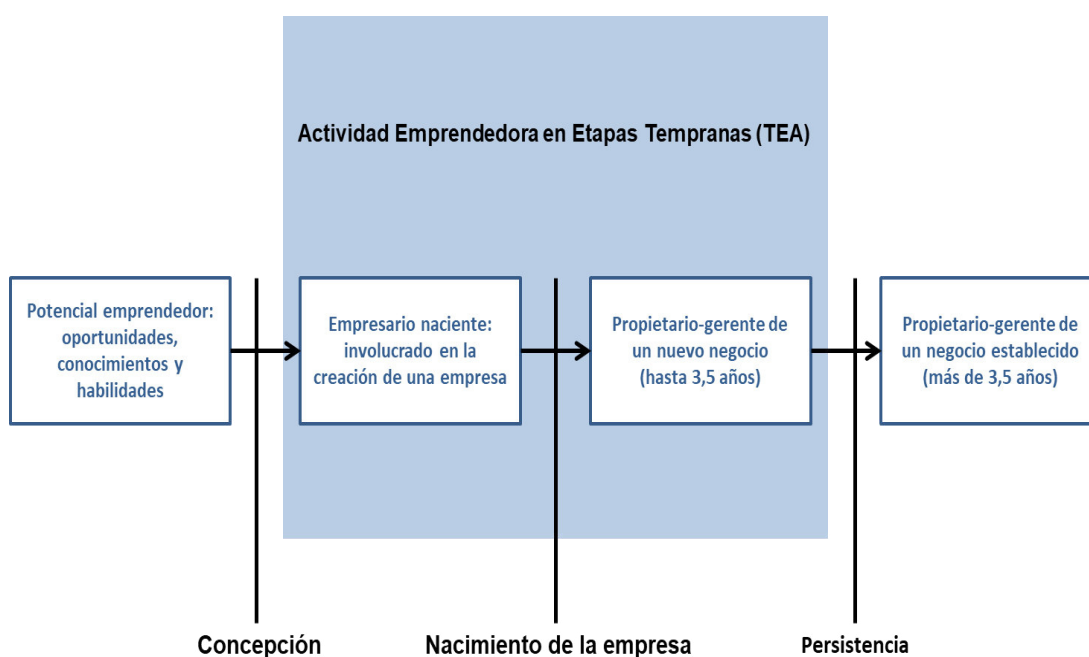 Actividad Emprendedora en Etapas Tempranas (TEA)
Potencial emprendedor:
oportunidades,
conocimientos y
habilidades
Empresario naciente:
involucrado en la
creación de una empresa
Propietario-gerente de
un nuevo negocio
(hasta 3,5 años)
Propietario-gerente de
un negocio establecido
(más de 3,5 años)
Concepción
Nacimiento de la empresa
Persistencia